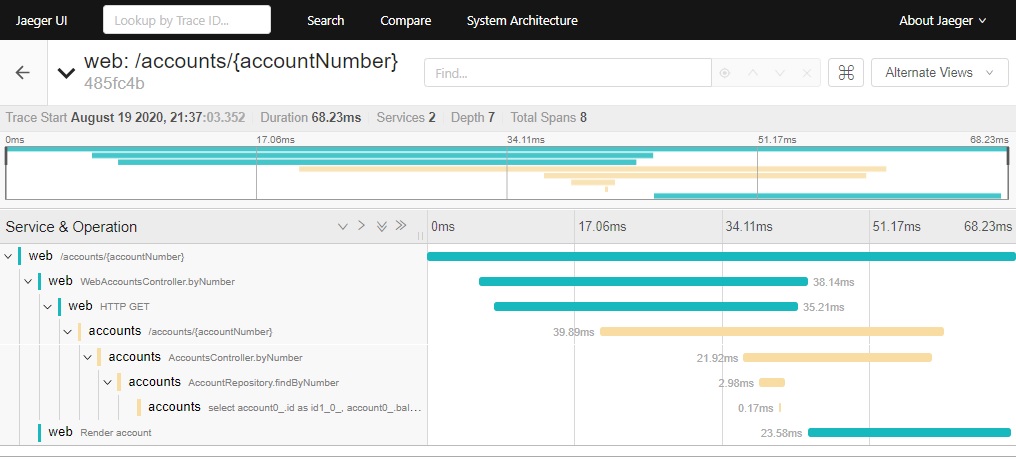 Jaeger UI Lookup by Trace ID... Search Compare System Architecture About Jaeger
web: /accounts/{accountNumber}
485fc4b
Find...
Alternate Views
Trace Start August 19 2020, 21:37:03.352 Duration 68.23ms Services 2 Depth 7 Total Spans 8
0ms 17.06ms 34.11ms 51.17ms 68.23ms
Service & Operation 0ms 17.06ms 34.11ms 51.17ms 68.23ms
web /accounts/{accountNumber}
web WebAccountsController.byNumber 38.14ms
web HTTP GET 35.21ms
accounts /accounts/{accountNumber} 39.89ms
accounts AccountsController.byNumber 21.92ms
accounts AccountRepository.findByNumber 2.98ms
accounts select account0_.id as id1_0_, account0_.bal... 0.17ms
web Render account 23.58ms